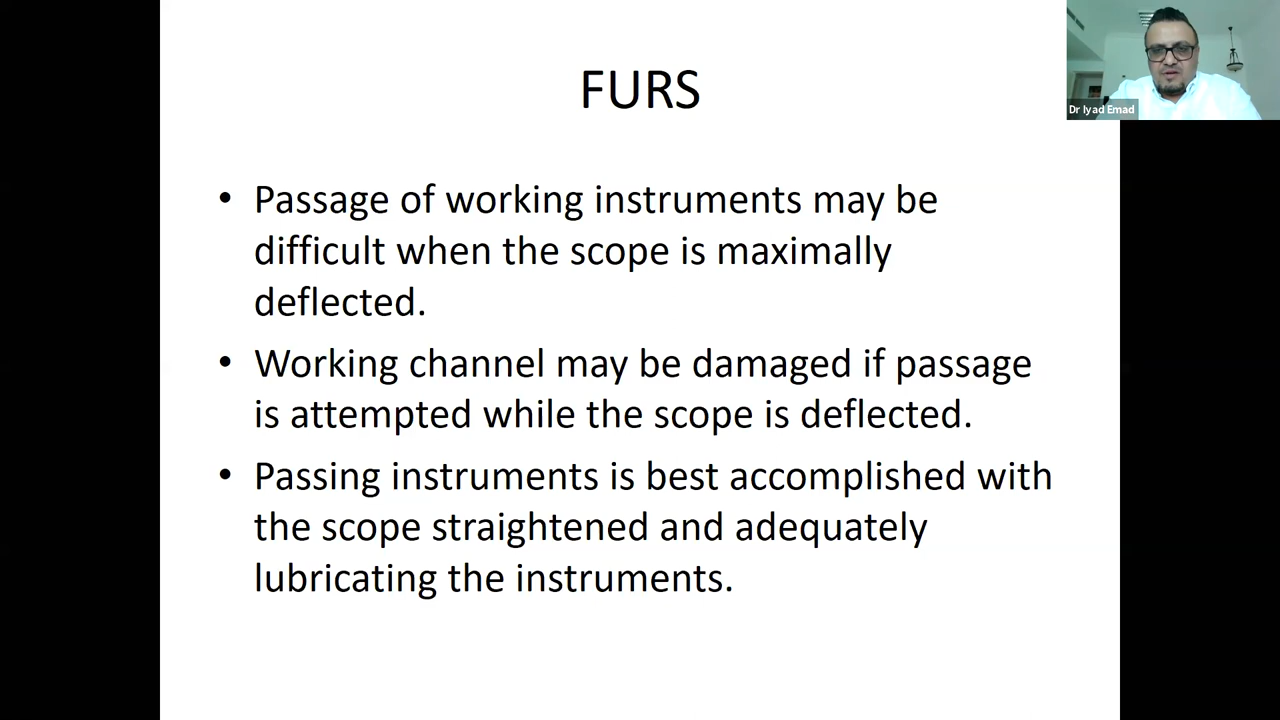 FURS
Dr Iyad Emad
• Passage of working instruments may be
difficult when the scope is maximally
deflected.
• Working channel may be damaged if passage
is attempted while the scope is deflected.
• Passing instruments is best accomplished with
the scope straightened and adequately
lubricating the instruments.